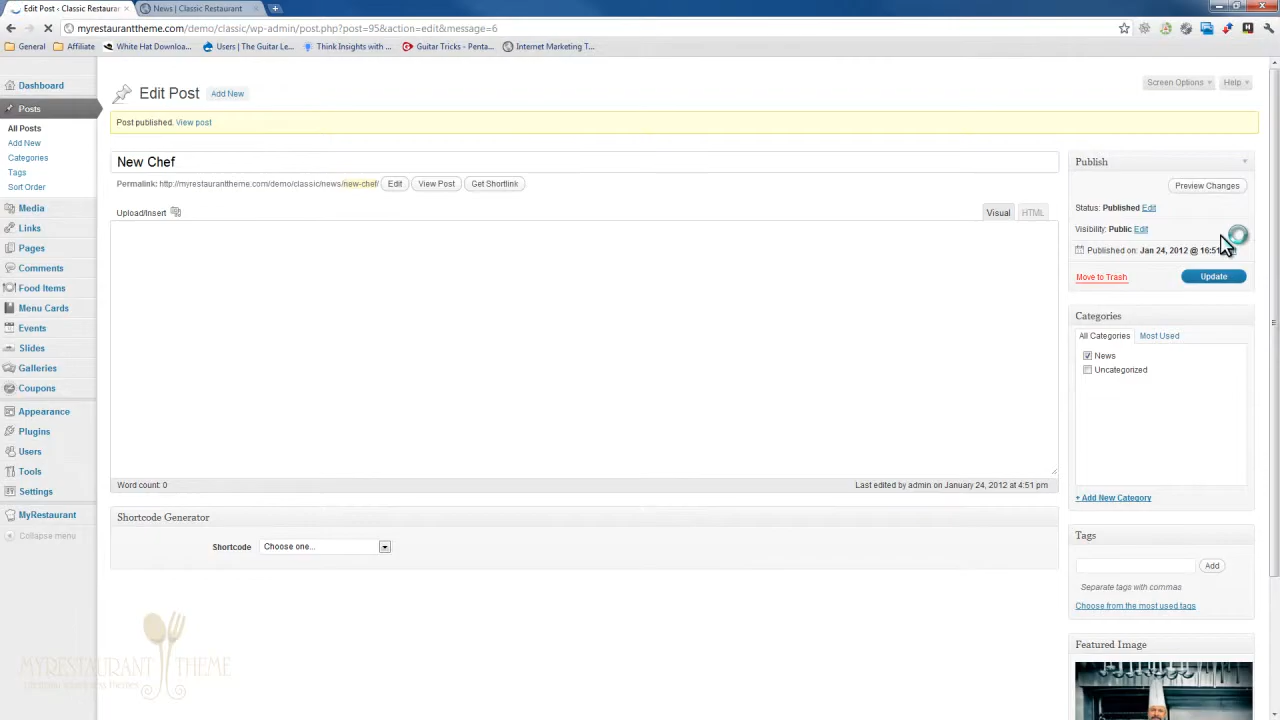 Edit Post ‹ Classic Restaurar
News | Classic Restaurant
myrestauranttheme.com/demo/classic/wp-admin/post.php?post=95&action=edit&message=6
General
Affiliate
White Hat Downloa...
Users | The Guitar Le...
Think Insights with ...
Guitar Tricks - Penta...
Internet Marketing T...
Screen Options
Help
Dashboard
Posts
All Posts
Add New
Categories
Tags
Sort Order
Media
Links
Pages
Comments
Food Items
Menu Cards
Events
Slides
Galleries
Coupons
Appearance
Plugins
Users
Tools
Settings
MyRestaurant
Collapse menu
Edit Post Add New
Post published. View post
New Chef
Permalink: http://myrestauranttheme.com/demo/classic/news/new-chef/ Edit View Post Get Shortlink
Upload/Insert
Visual HTML
Word count: 0
Last edited by admin on January 24, 2012 at 4:51 pm
Shortcode Generator
Shortcode Choose one...
Publish
Preview Changes
Status: Published Edit
Visibility: Public Edit
Published on: Jan 24, 2012 @ 16:51
Move to Trash
Update
Categories
All Categories Most Used
News
Uncategorized
+ Add New Category
Tags
Add
Separate tags with commas
Choose from the most used tags
Featured Image
MYRESTAURANT THEME